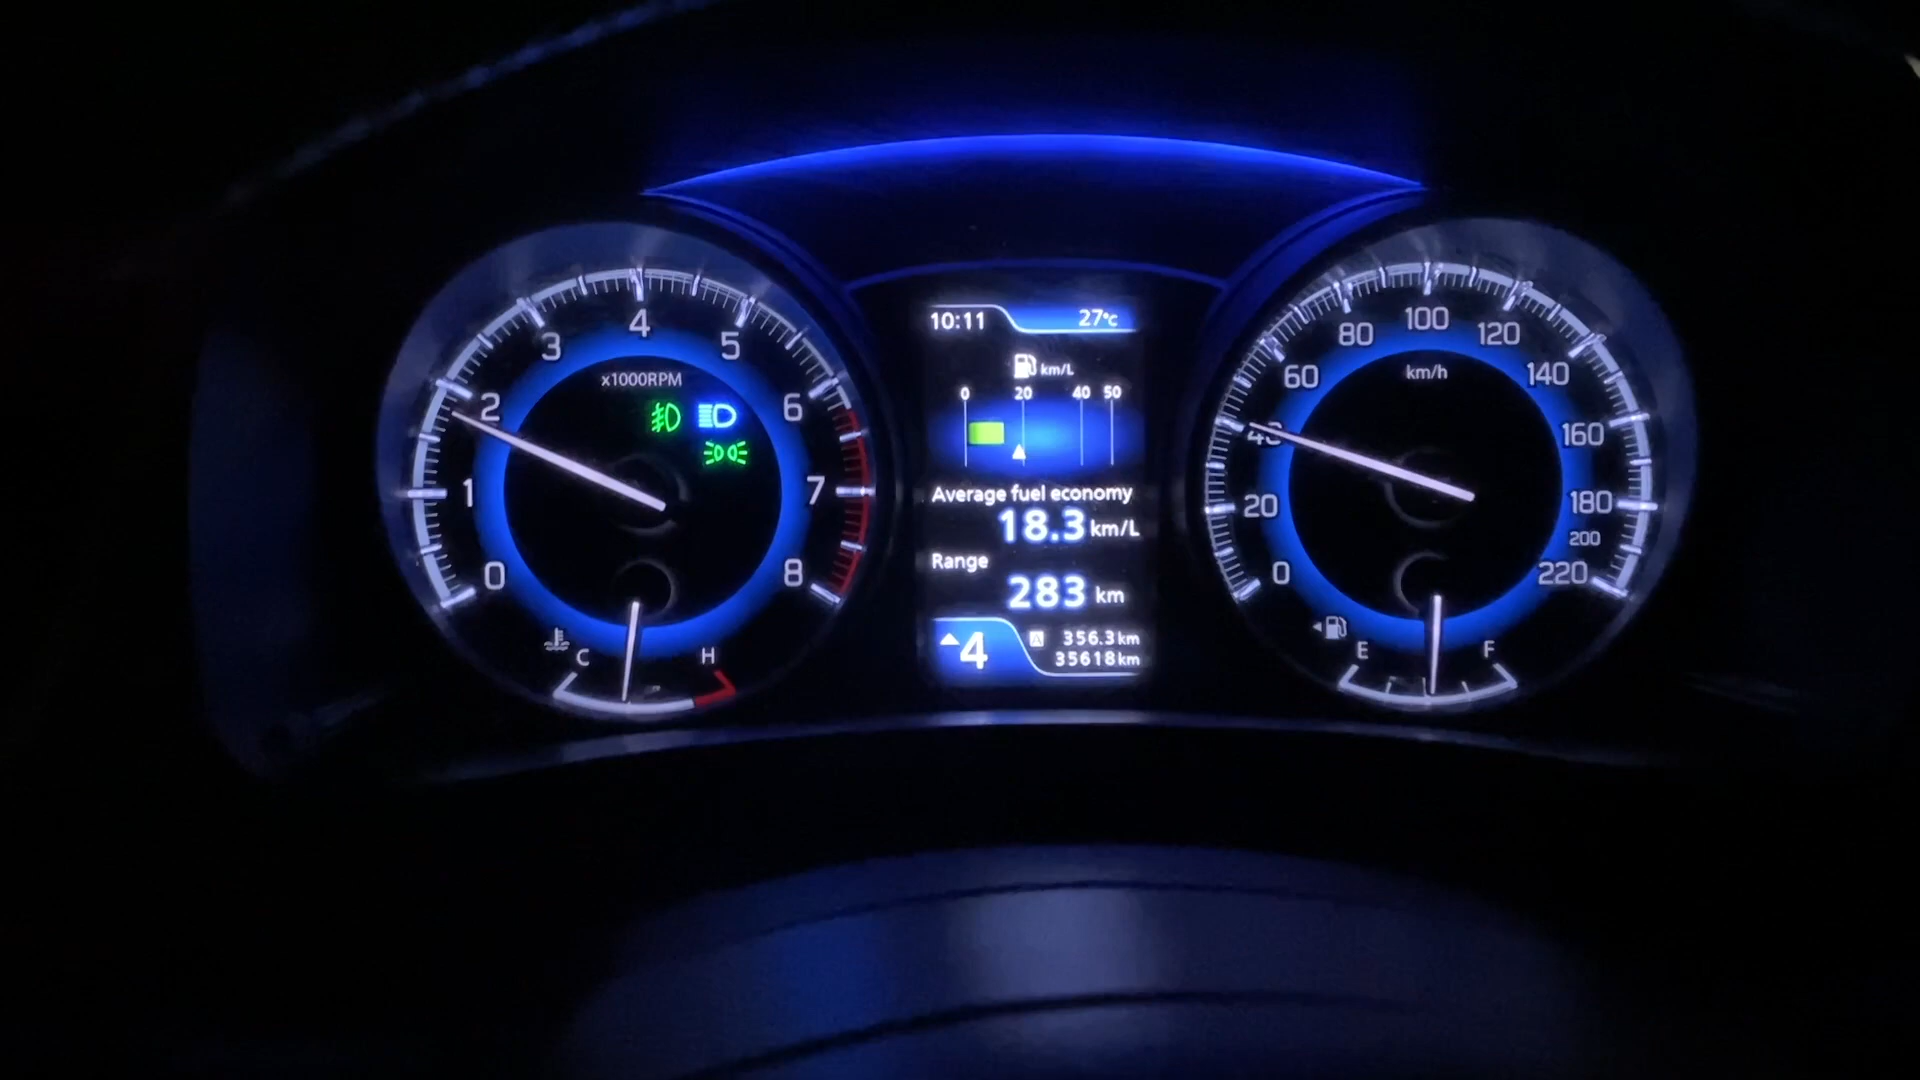 x1000RPM
0
1
2
3
4
5
6
7
8
C
H
10:11
27°C
km/L
0 20 40 50
Average fuel economy
18.3 km/L
Range
283 km
4
A 356.3 km
35618 km
km/h
0
20
40
60
80
100
120
140
160
180
200
220
E
F